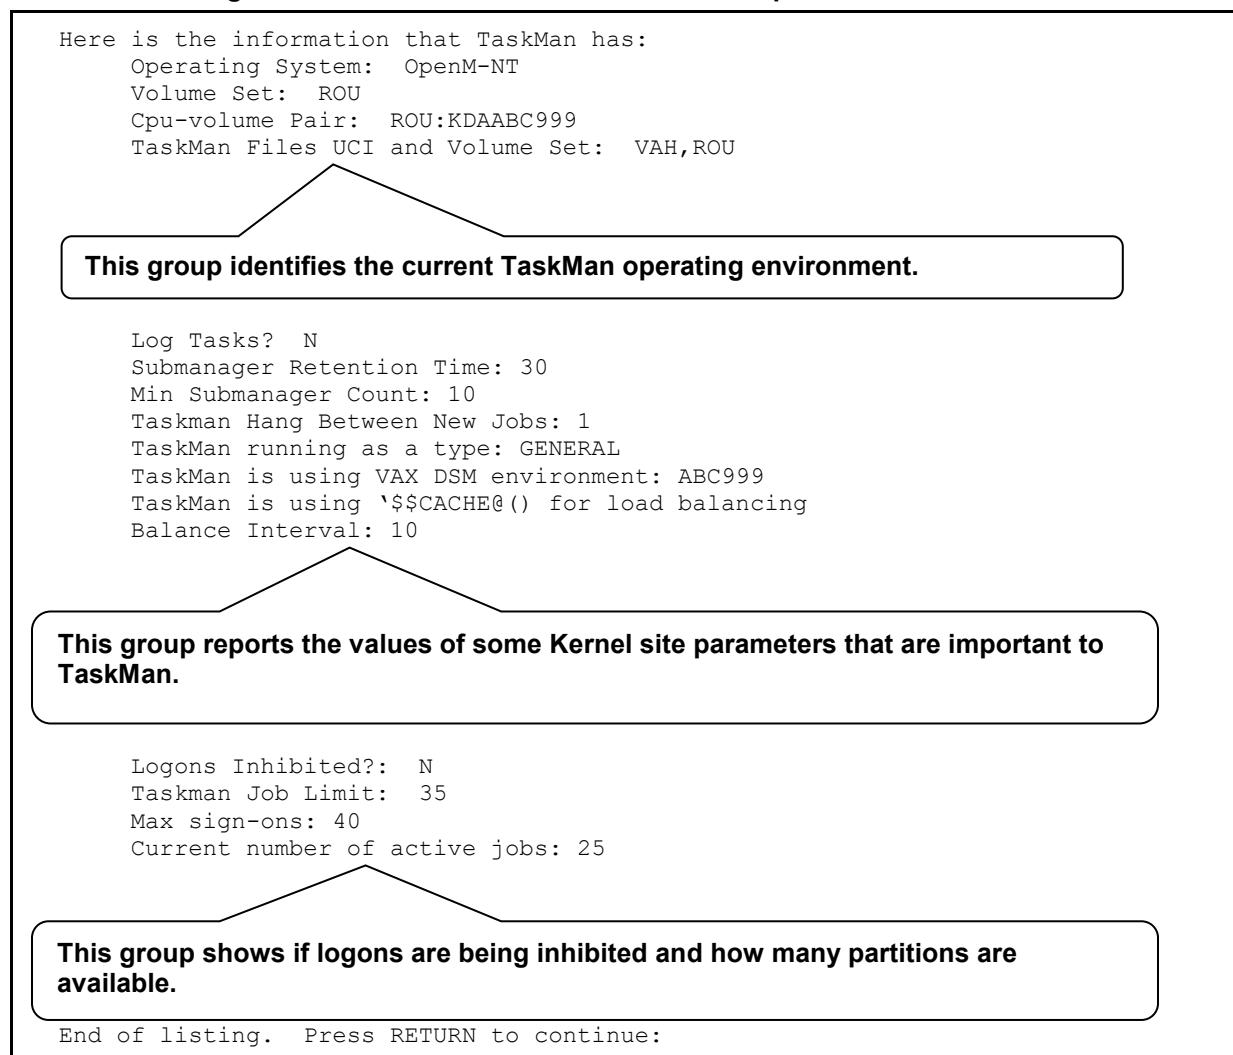 Here is the information that TaskMan has:
Operating System:  OpenM-NT
Volume Set:  ROU
Cpu-volume Pair:  ROU:KDAABC999
TaskMan Files UCI and Volume Set:  VAH,ROU
This group identifies the current TaskMan operating environment.
Log Tasks?  N
Submanager Retention Time: 30
Min Submanager Count: 10
Taskman Hang Between New Jobs: 1
TaskMan running as a type: GENERAL
TaskMan is using VAX DSM environment: ABC999
TaskMan is using ‘$$CACHE@() for load balancing
Balance Interval: 10
This group reports the values of some Kernel site parameters that are important to
TaskMan.
Logons Inhibited?:  N
Taskman Job Limit:  35
Max sign-ons: 40
Current number of active jobs: 25
This group shows if logons are being inhibited and how many partitions are
available.
End of listing.  Press RETURN to continue: